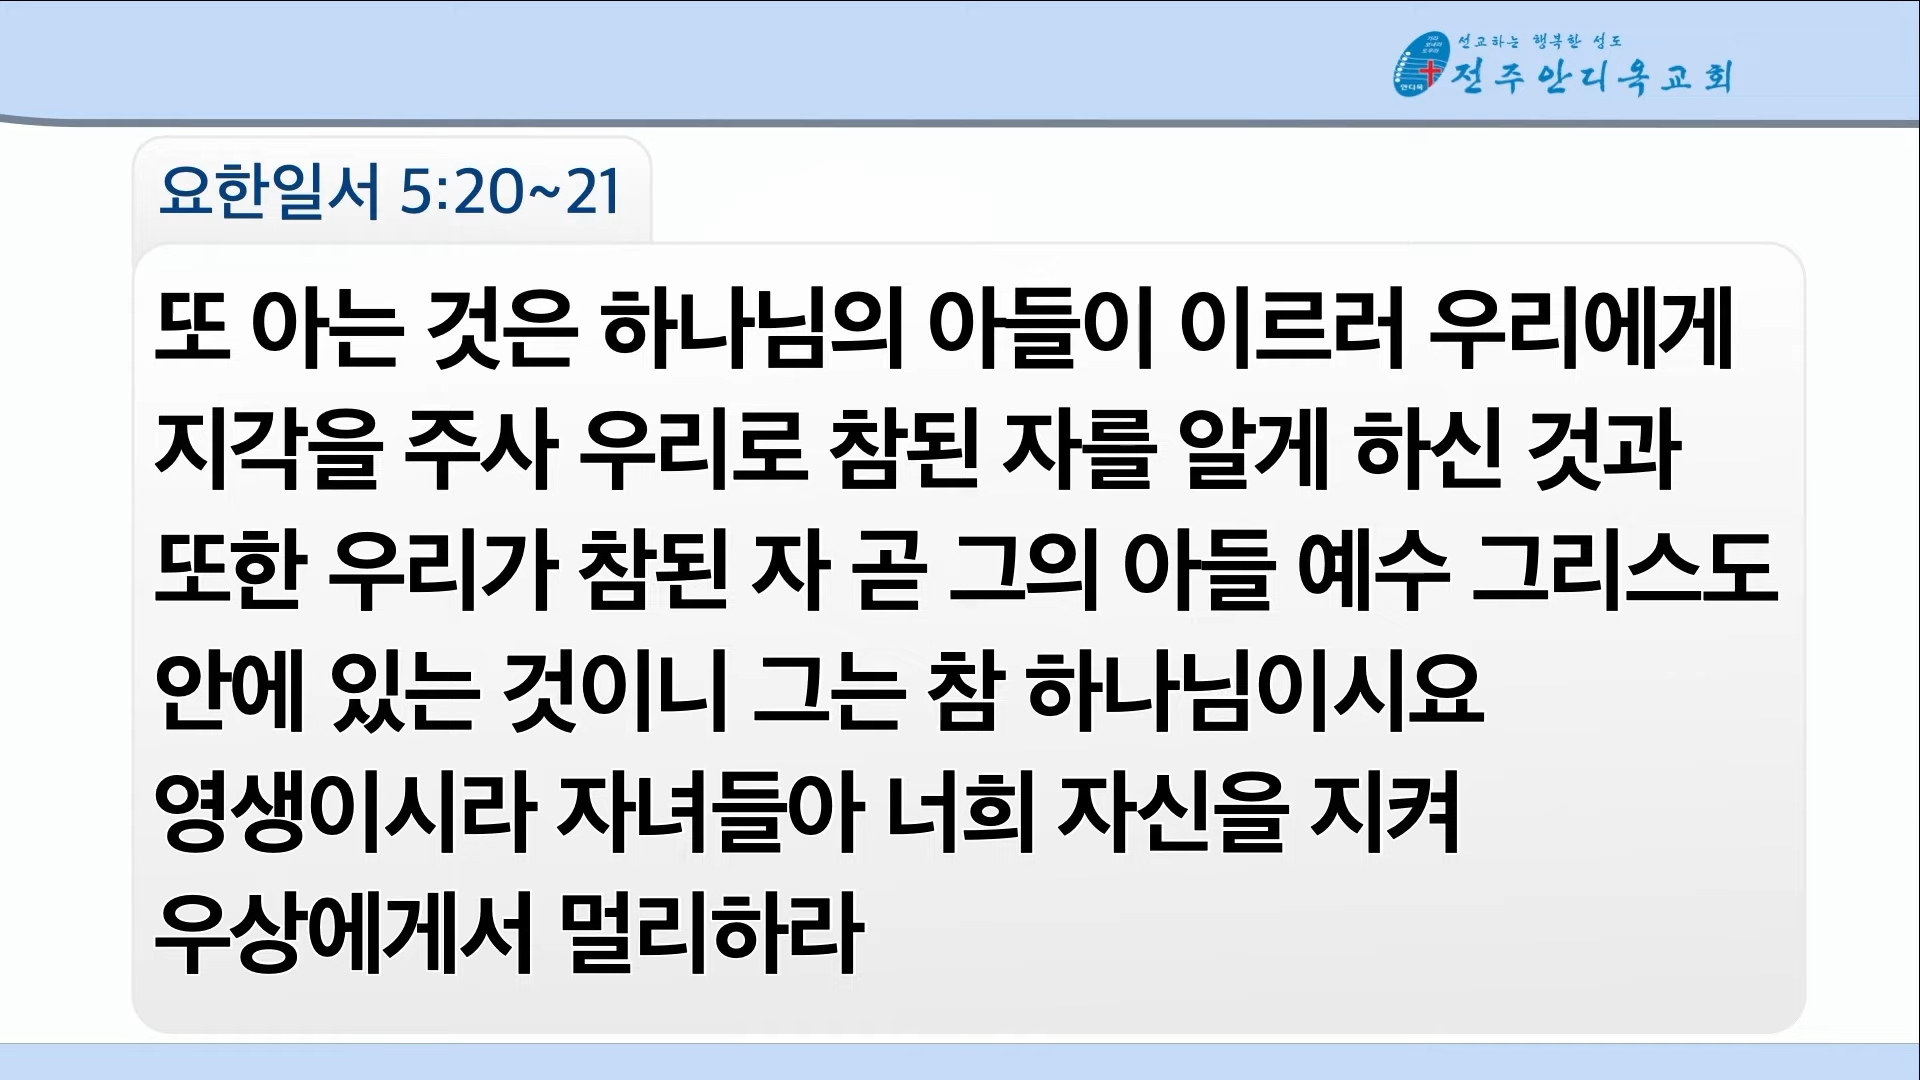 선교하는 행복한 성도
전주안디옥교회
안디옥
요한일서 5:20~21
또 아는 것은 하나님의 아들이 이르러 우리에게
지각을 주사 우리로 참된 자를 알게 하신 것과
또한 우리가 참된 자 곧 그의 아들 예수 그리스도
안에 있는 것이니 그는 참 하나님이시요
영생이시라 자녀들아 너희 자신을 지켜
우상에게서 멀리하라